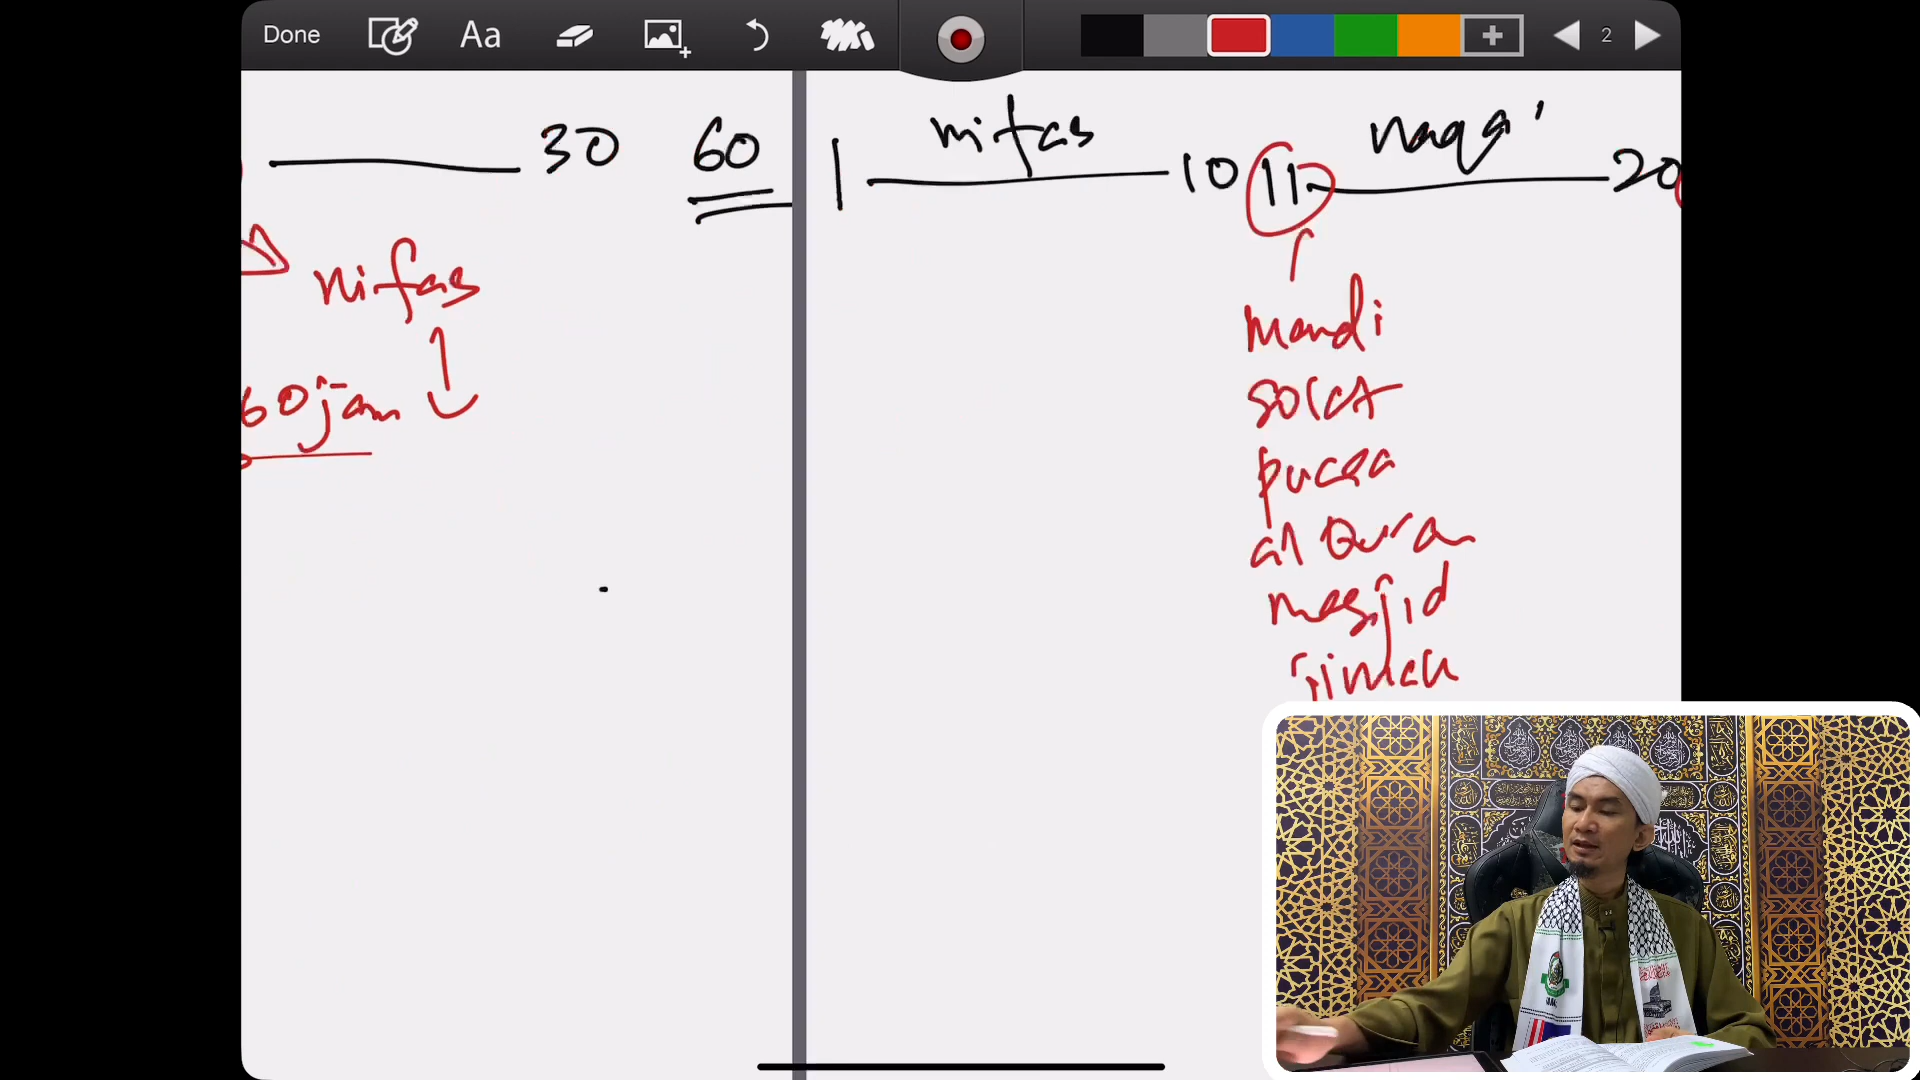 Done Aa 2
30 60
nifas
60 jam
1 nifas 10 11 naqa' 20
mandi
solat
puasa
al Quran
masjid
jimak